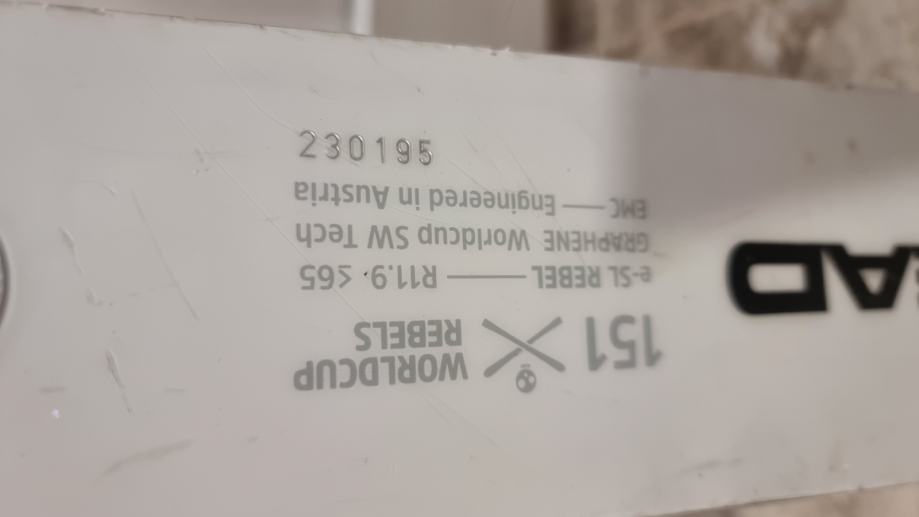 230195
151 WORLDCUP REBELS
e-SL REBEL R11.9. ≤65
GRAPHENE Worldcup SW Tech
EMC Engineered in Austria